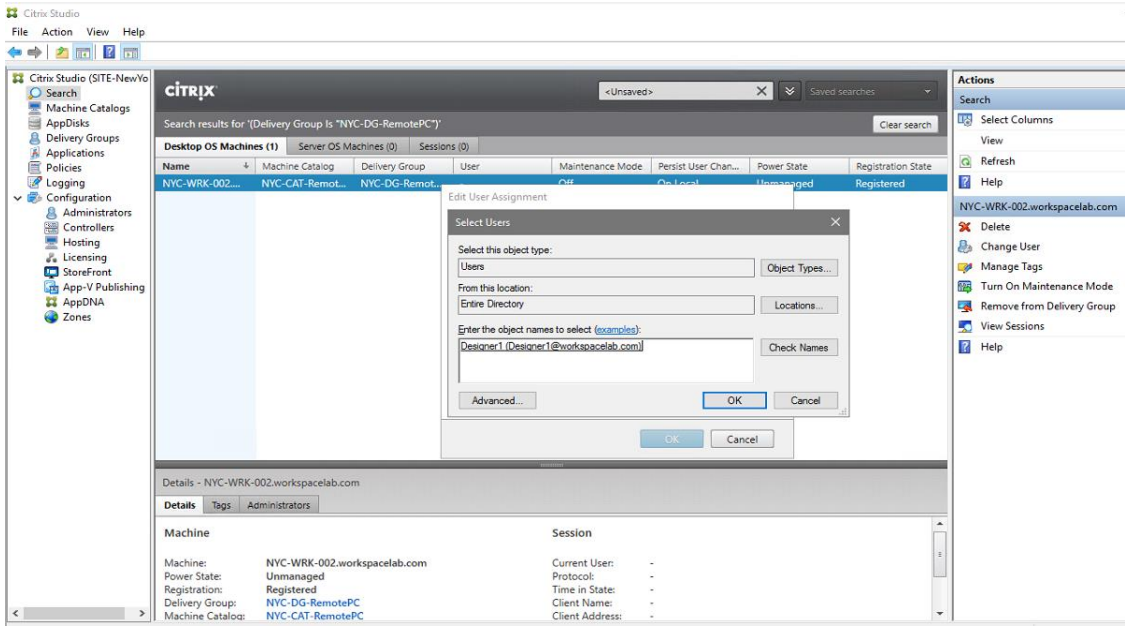 Citrix Studio
File Action View Help
Citrix Studio (SITE-NewYo
Search
Machine Catalogs
AppDisks
Delivery Groups
Applications
Policies
Logging
Configuration
Administrators
Controllers
Hosting
Licensing
StoreFront
App-V Publishing
AppDNA
Zones
CITRIX
<Unsaved>
Saved searches
Search results for '(Delivery Group Is "NYC-DG-RemotePC")'
Clear search
Desktop OS Machines (1) Server OS Machines (0) Sessions (0)
Name Machine Catalog Delivery Group User Maintenance Mode Persist User Chan... Power State Registration State
NYC-WRK-002.... NYC-CAT-Remot... NYC-DG-Remot... - Off On Local Unmanaged Registered
Edit User Assignment
Select Users
Select this object type:
Users
Object Types...
From this location:
Entire Directory
Locations...
Enter the object names to select (examples):
Designer1 (Designer1@workspacelab.com)
Check Names
Advanced...
OK
Cancel
OK
Cancel
Details - NYC-WRK-002.workspacelab.com
Details Tags Administrators
Machine
Machine: NYC-WRK-002.workspacelab.com
Power State: Unmanaged
Registration: Registered
Delivery Group: NYC-DG-RemotePC
Machine Catalog: NYC-CAT-RemotePC
Session
Current User: -
Protocol: -
Time in State: -
Client Name: -
Client Address: -
Actions
Search
Select Columns
View
Refresh
Help
NYC-WRK-002.workspacelab.com
Delete
Change User
Manage Tags
Turn On Maintenance Mode
Remove from Delivery Group
View Sessions
Help